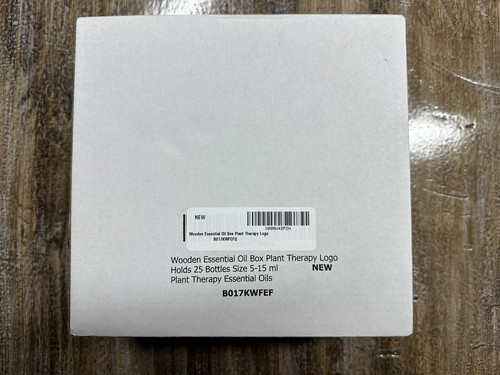 NEW
Wooden Essential Oil Box Plant Therapy Logo
Wooden Essential Oil Box Plant Therapy Logo
Holds 25 Bottles Size 5-15 ml NEW
Plant Therapy Essential Oils
B017KWFEF